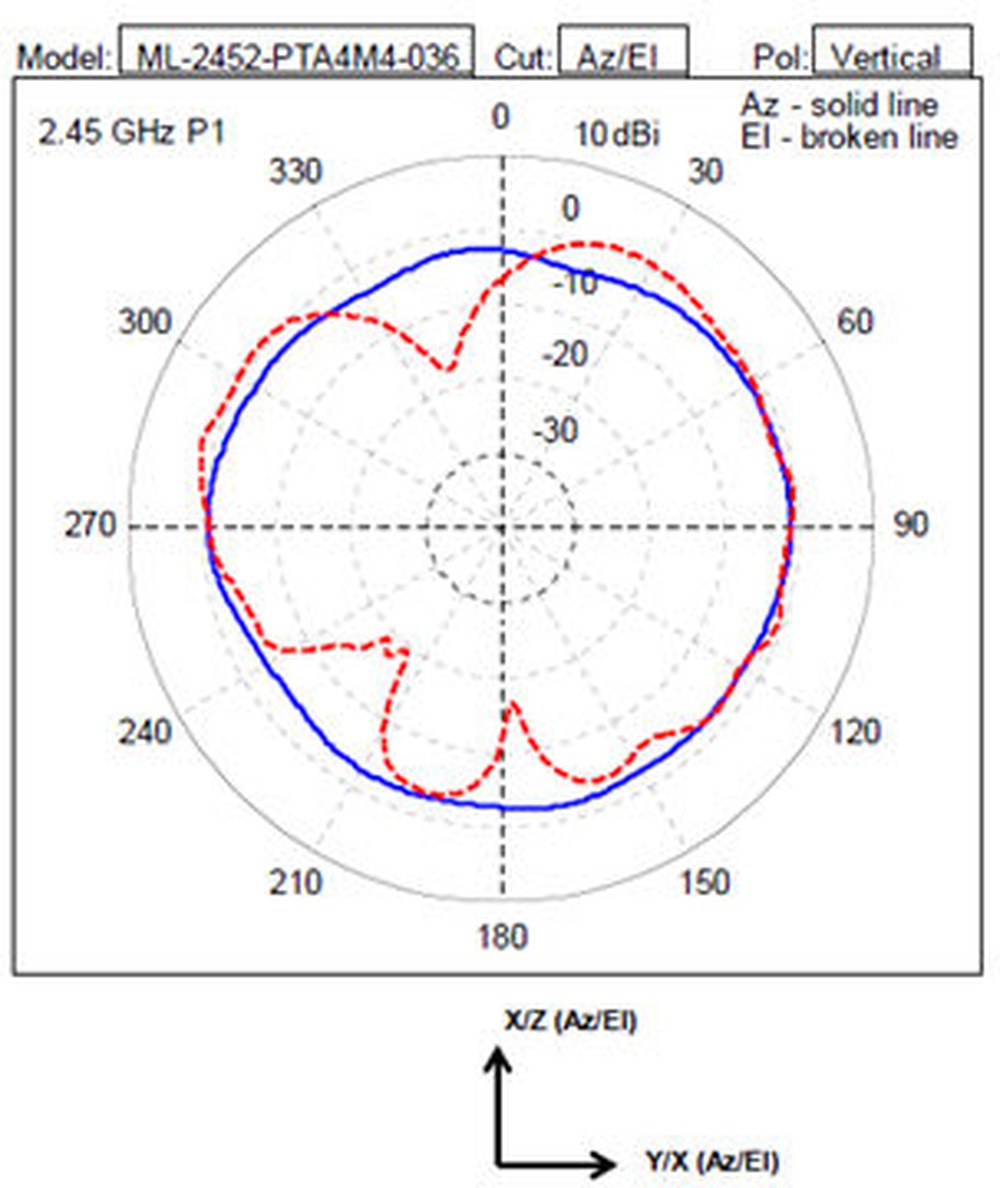 Model: ML-2452-PTA4M4-036 Cut: Az/El Pol: Vertical
Az - solid line
2.45 GHz P1 0 10 dBi El - broken line
330 30
0
-10
300 60
-20
-30
270 90
240 120
210 150
180
X/Z (Az/El)
Y/X (Az/El)